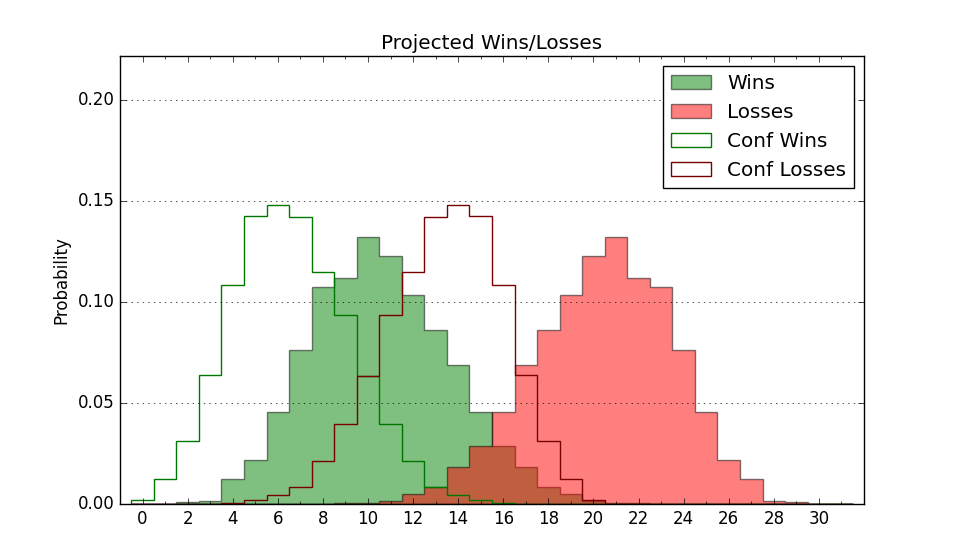 Projected Wins/Losses
Wins
Losses
Conf Wins
Conf Losses
Probability
0.20
0.15
0.10
0.05
0.00
0 2 4 6 8 10 12 14 16 18 20 22 24 26 28 30